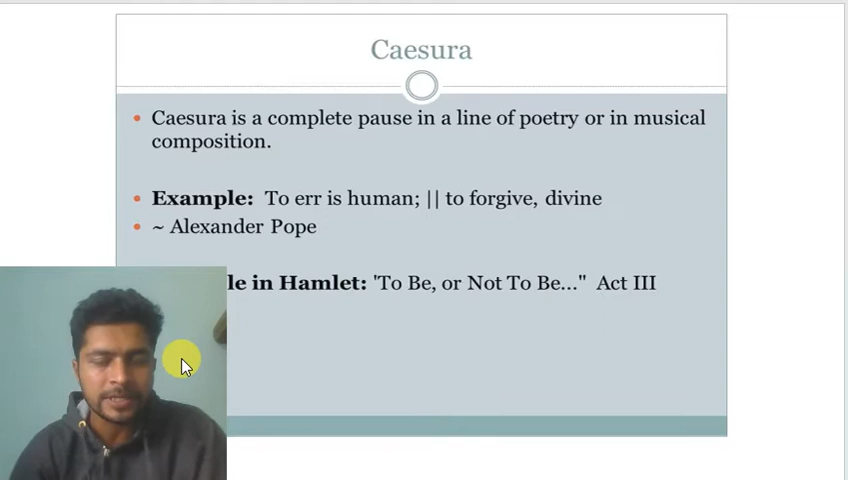 Caesura
Caesura is a complete pause in a line of poetry or in musical
composition.
Example: To err is human; || to forgive, divine
~ Alexander Pope
le in Hamlet: 'To Be, or Not To Be..." Act III